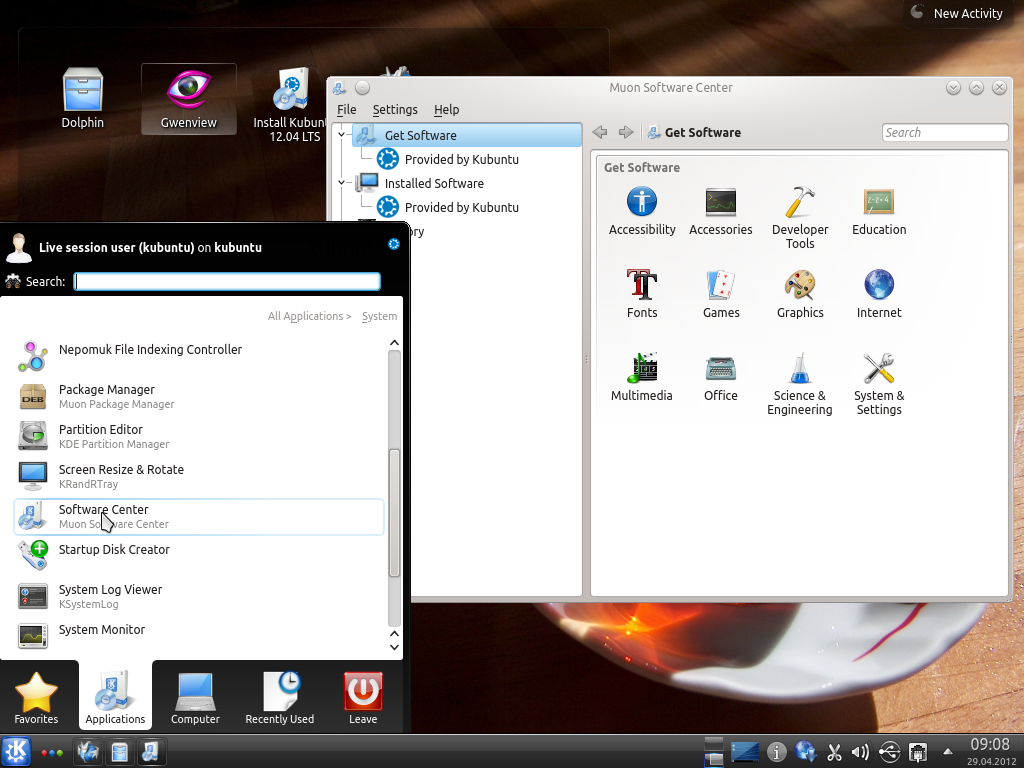 New Activity
Dolphin
Gwenview
Install Kubun
12.04 LTS
Muon Software Center
File Settings Help
Get Software
Provided by Kubuntu
Installed Software
Provided by Kubuntu
ory
Get Software
Search
Get Software
Accessibility
Accessories
Developer
Tools
Education
Fonts
Games
Graphics
Internet
Multimedia
Office
Science &
Engineering
System &
Settings
Live session user (kubuntu) on kubuntu
Search:
All Applications > System
Nepomuk File Indexing Controller
Package Manager
Muon Package Manager
DEB
Partition Editor
KDE Partition Manager
Screen Resize & Rotate
KRandRTray
Software Center
Muon Software Center
Startup Disk Creator
System Log Viewer
KSystemLog
System Monitor
Favorites
Applications
Computer
Recently Used
Leave
09:08
29.04.2012